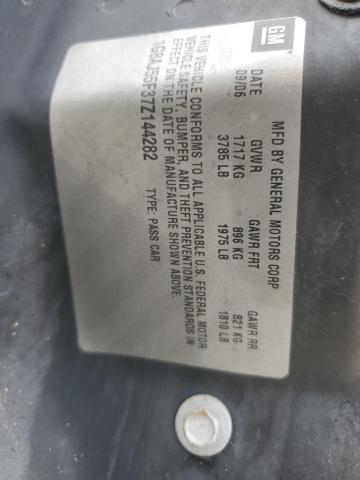 GM
MFD BY GENERAL MOTORS CORP
DATE GVWR GAWR FRT GAWR RR
09/06 1717 KG 896 KG 821 KG
3785 LB 1975 LB 1810 LB
THIS VEHICLE CONFORMS TO ALL APPLICABLE U.S. FEDERAL MOTOR
VEHICLE SAFETY, BUMPER, AND THEFT PREVENTION STANDARDS IN
EFFECT ON THE DATE OF MANUFACTURE SHOWN ABOVE.
1G8AJ55F37Z144282 TYPE: PASS CAR